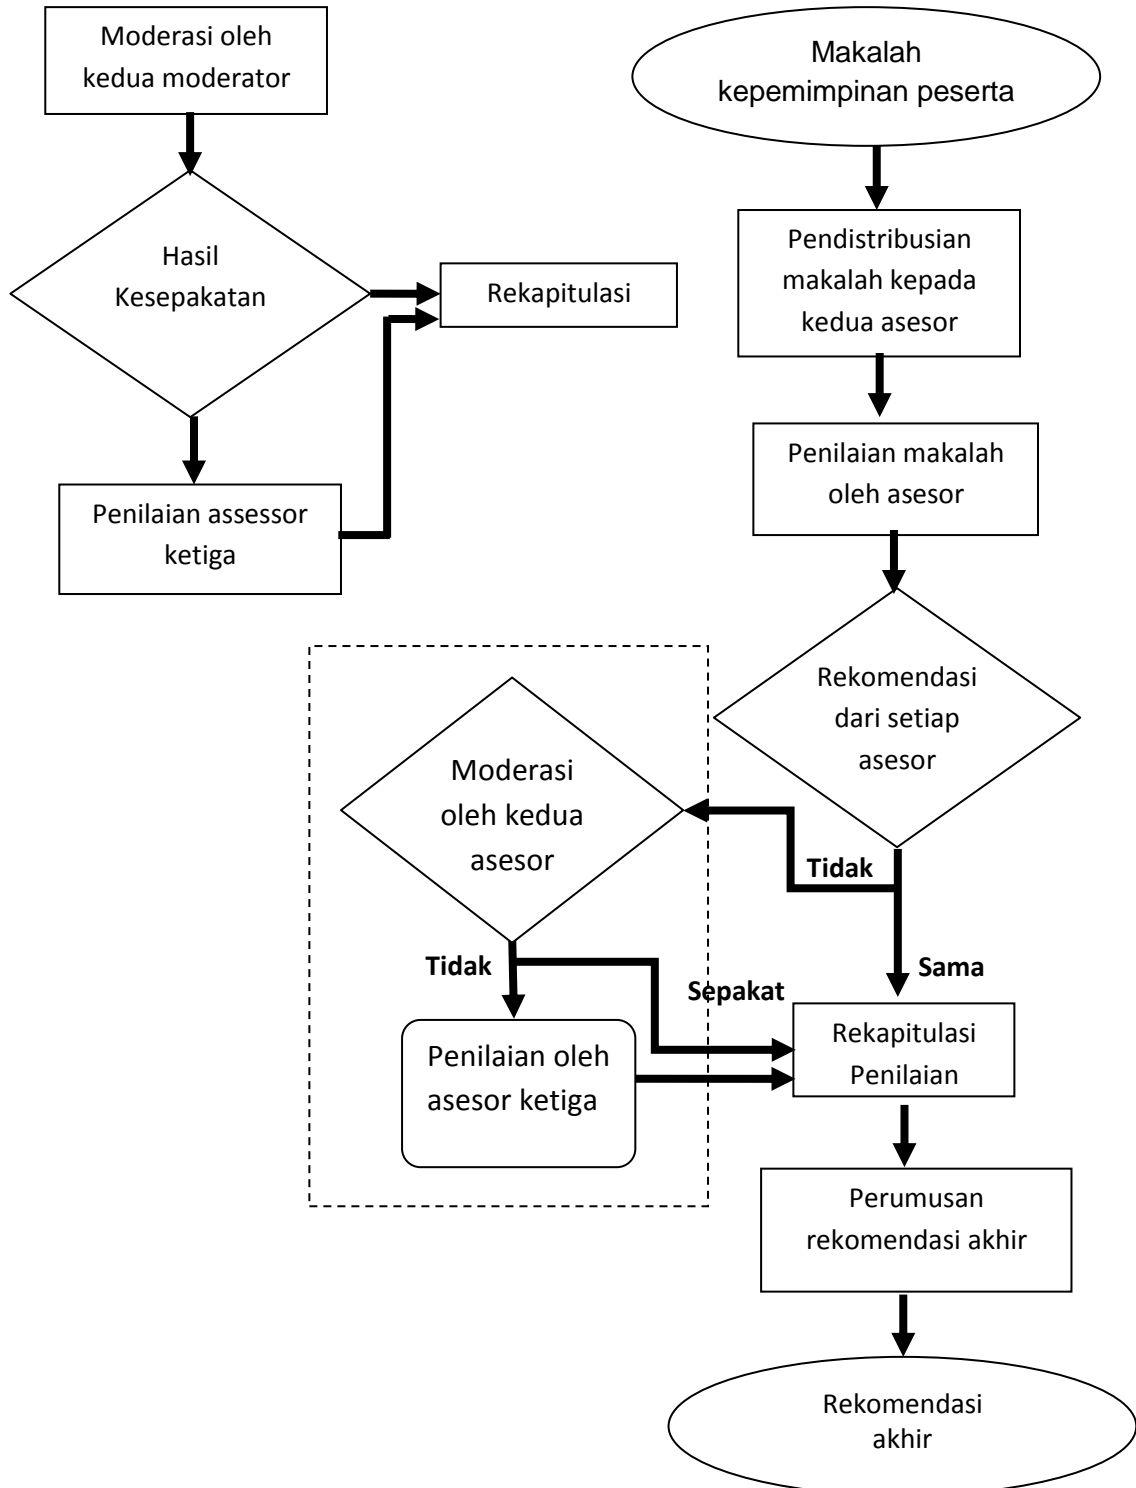 Moderasi oleh
kedua moderator
Hasil
Kesepakatan
Rekapitulasi
Penilaian assessor
ketiga
Makalah
kepemimpinan peserta
Pendistribusian
makalah kepada
kedua asesor
Penilaian makalah
oleh asesor
Rekomendasi
dari setiap
asesor
Moderasi
oleh kedua
asesor
Tidak
Sama
Tidak
Sepakat
Penilaian oleh
asesor ketiga
Rekapitulasi
Penilaian
Perumusan
rekomendasi akhir
Rekomendasi
akhir